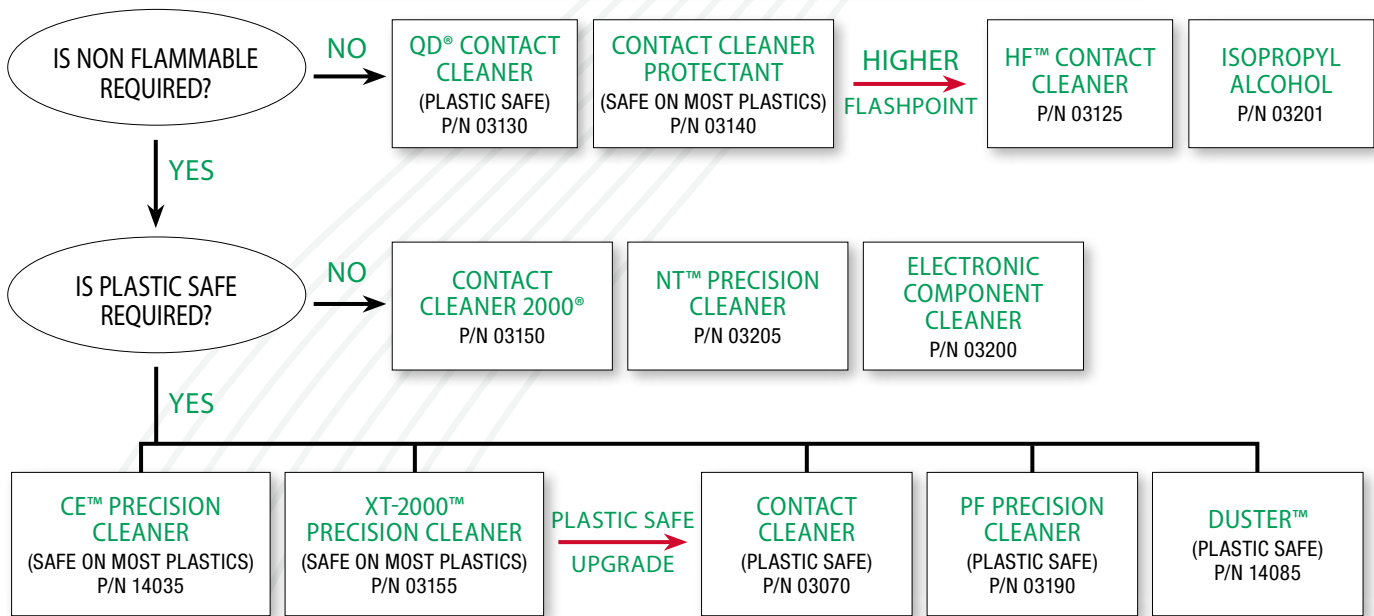 IS NON FLAMMABLE
REQUIRED?
NO
QD® CONTACT
CLEANER
(PLASTIC SAFE)
P/N 03130
CONTACT CLEANER
PROTECTANT
(SAFE ON MOST PLASTICS)
P/N 03140
HIGHER
FLASHPOINT
HF™ CONTACT
CLEANER
P/N 03125
ISOPROPYL
ALCOHOL
P/N 03201
YES
IS PLASTIC SAFE
REQUIRED?
NO
CONTACT
CLEANER 2000®
P/N 03150
NT™ PRECISION
CLEANER
P/N 03205
ELECTRONIC
COMPONENT
CLEANER
P/N 03200
YES
CE™ PRECISION
CLEANER
(SAFE ON MOST PLASTICS)
P/N 14035
XT-2000™
PRECISION CLEANER
(SAFE ON MOST PLASTICS)
P/N 03155
PLASTIC SAFE
UPGRADE
CONTACT
CLEANER
(PLASTIC SAFE)
P/N 03070
PF PRECISION
CLEANER
(PLASTIC SAFE)
P/N 03190
DUSTER™
(PLASTIC SAFE)
P/N 14085